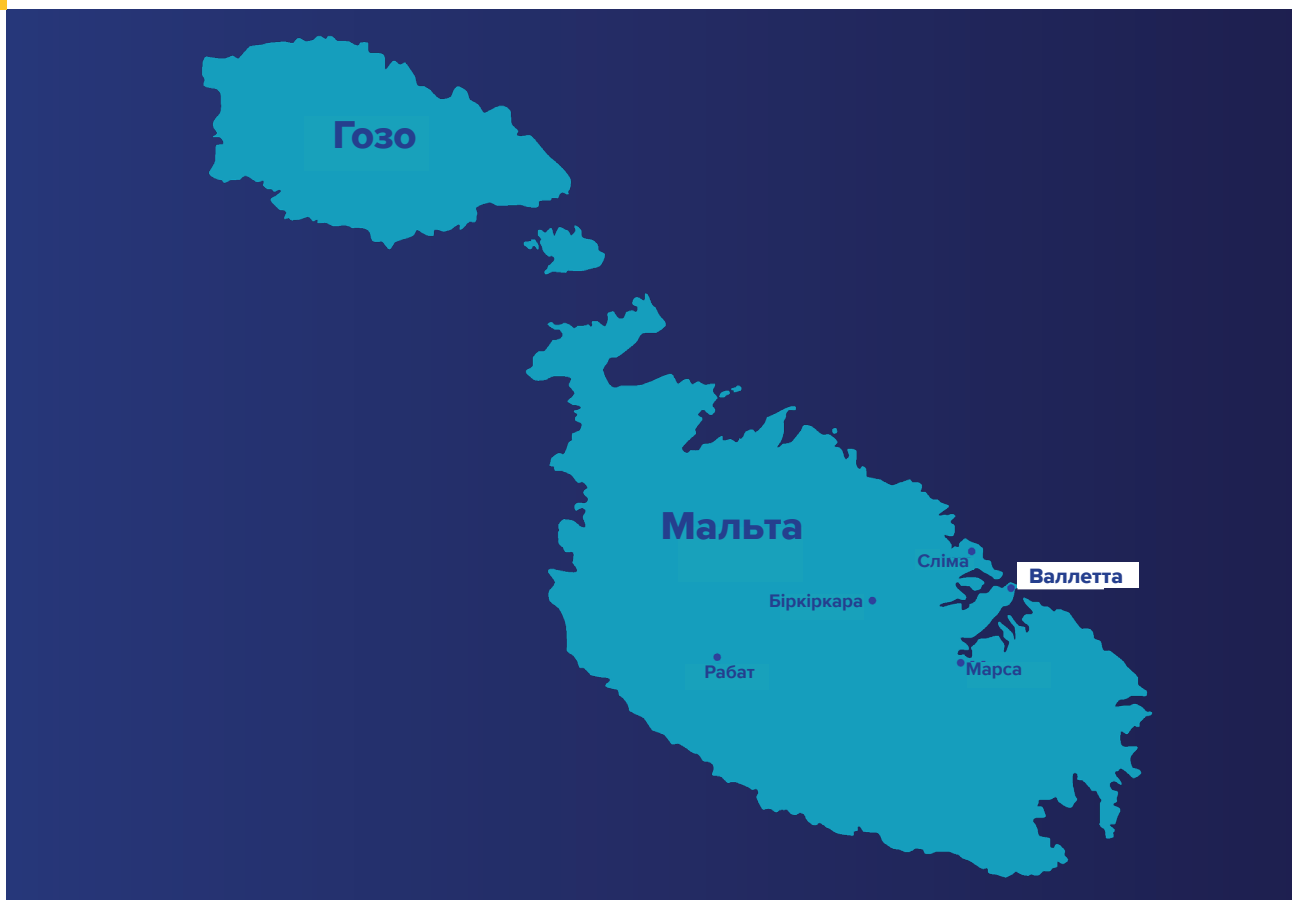 Гозо
Мальта
Сліма
Валлетта
Біркіркара
Рабат
Марса